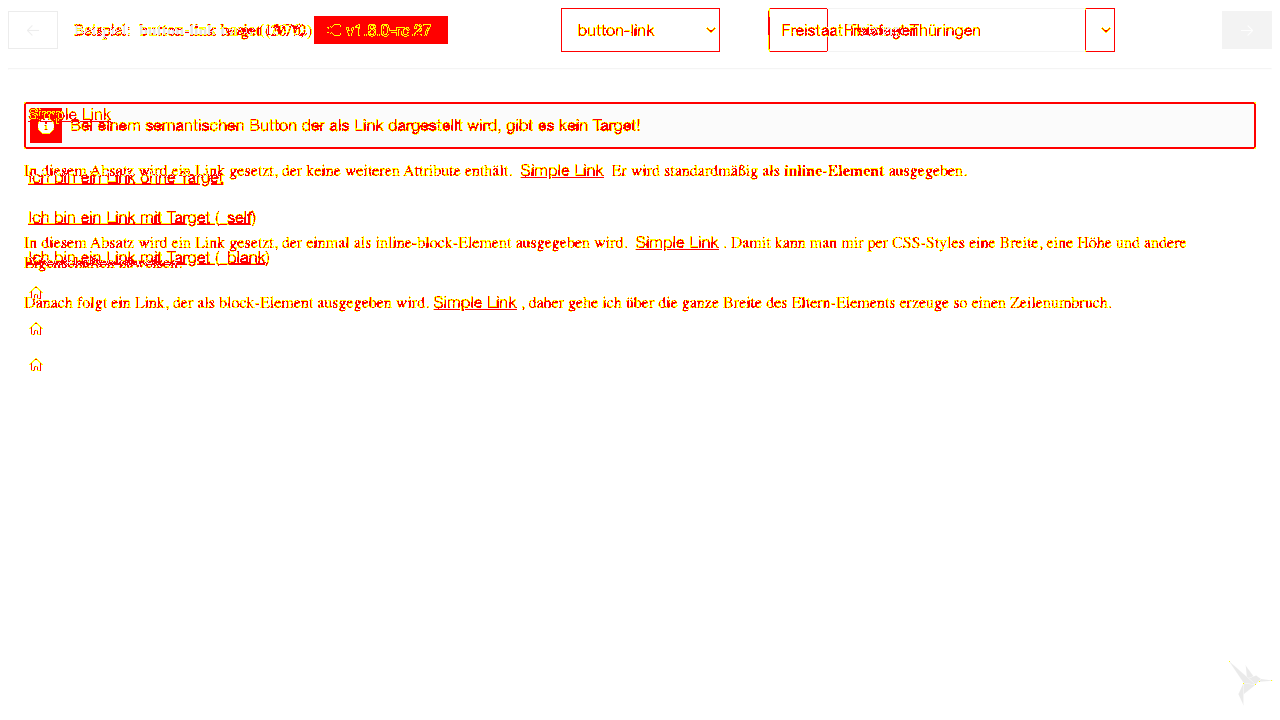 Beispiel: button-link
v1.6.0-rc.27
button-link
Freistaat Thüringen
Simple Link
Bei einem semantischen Button der als Link dargestellt wird, gibt es kein Target!
In diesem Absatz wird ein Link gesetzt, der keine weiteren Attribute enthält. Simple Link Er wird standardmäßig als inline-Element ausgegeben.
Ich bin ein Link ohne Target
Ich bin ein Link mit Target (_self)
In diesem Absatz wird ein Link gesetzt, der einmal als inline-block-Element ausgegeben wird. Simple Link . Damit kann man mir per CSS-Styles eine Breite, eine Höhe und andere
Ich bin ein Link mit Target (_blank)
Danach folgt ein Link, der als block-Element ausgegeben wird. Simple Link , daher gehe ich über die ganze Breite des Eltern-Elements erzeuge so einen Zeilenumbruch.